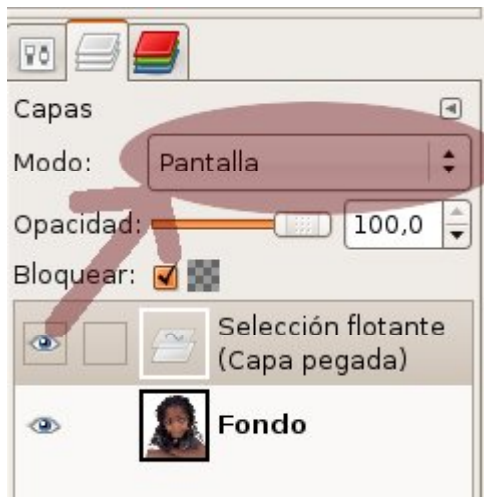 Capas
Modo: Pantalla
Opacidad: 100,0
Bloquear:
Selección flotante
(Capa pegada)
Fondo